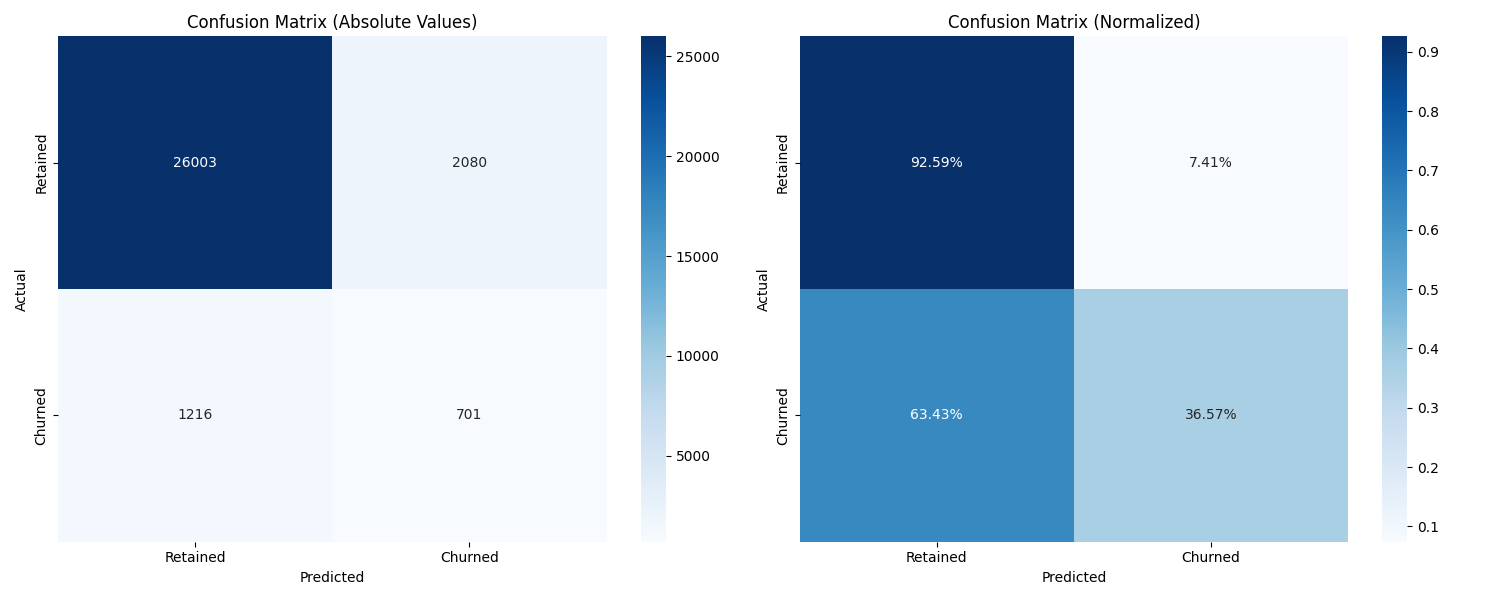 Confusion Matrix (Absolute Values)
Retained
Churned
Actual
26003
2080
1216
701
Retained
Churned
Predicted
25000
20000
15000
10000
5000
Confusion Matrix (Normalized)
Retained
Churned
Actual
92.59%
7.41%
63.43%
36.57%
Retained
Churned
Predicted
0.9
0.8
0.7
0.6
0.5
0.4
0.3
0.2
0.1